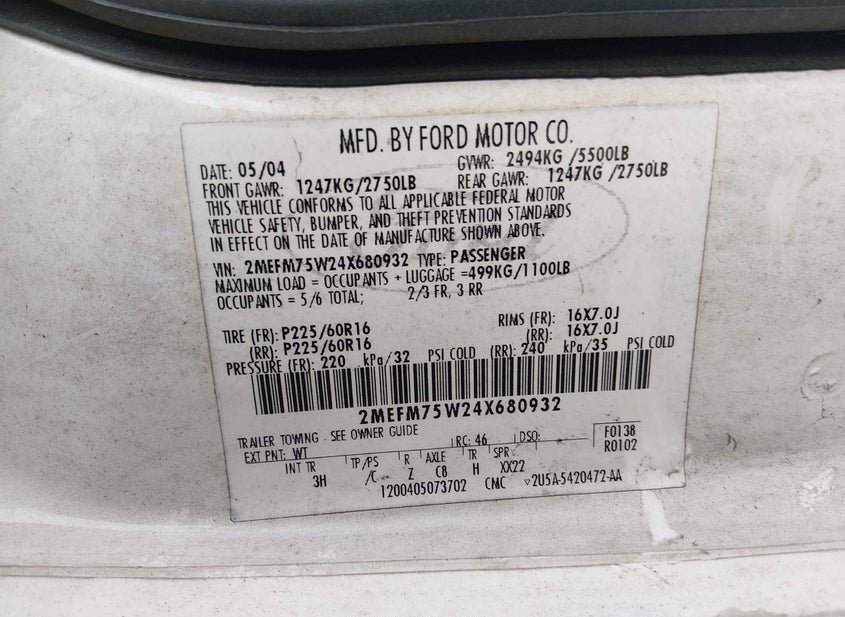 MFD. BY FORD MOTOR CO.
DATE: 05/04 GVWR: 2494KG /5500LB
FRONT GAWR: 1247KG/2750LB REAR GAWR: 1247KG /2750LB
THIS VEHICLE CONFORMS TO ALL APPLICABLE FEDERAL MOTOR
VEHICLE SAFETY, BUMPER, AND THEFT PREVENTION STANDARDS
IN EFFECT ON THE DATE OF MANUFACTURE SHOWN ABOVE.
VIN: 2MEFM75W24X680932 TYPE: PASSENGER
MAXIMUM LOAD = OCCUPANTS + LUGGAGE =499KG/1100LB
OCCUPANTS = 5/6 TOTAL; 2/3 FR, 3 RR
TIRE (FR): P225/60R16 RIMS (FR): 16X7.0J
(RR): P225/60R16 (RR): 16X7.0J
PRESSURE (FR): 220 kPa/32 PSI COLD (RR): 240 kPa/35 PSI COLD
2MEFM75W24X680932
TRAILER TOWING - SEE OWNER GUIDE
EXT PNT: WT RC: 46 DSO: F0138
R0102
INT TR TP/PS R AXLE TR SPR
3H /C Z C8 H XX22
1200405073702 CMC ▽2U5A-5420472-AA